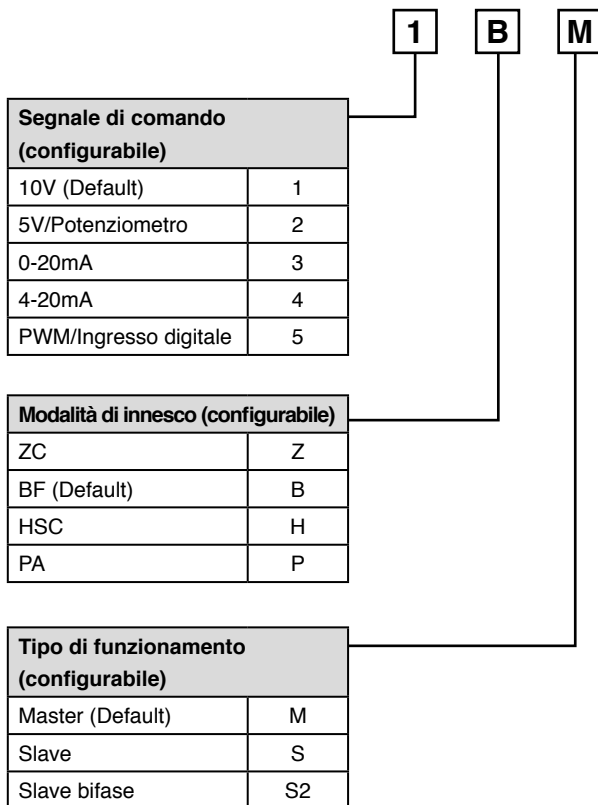 1 B M
Segnale di comando
(configurabile)
10V (Default) 1
5V/Potenziometro 2
0-20mA 3
4-20mA 4
PWM/Ingresso digitale 5
Modalità di innesco (configurabile)
ZC Z
BF (Default) B
HSC H
PA P
Tipo di funzionamento
(configurabile)
Master (Default) M
Slave S
Slave bifase S2